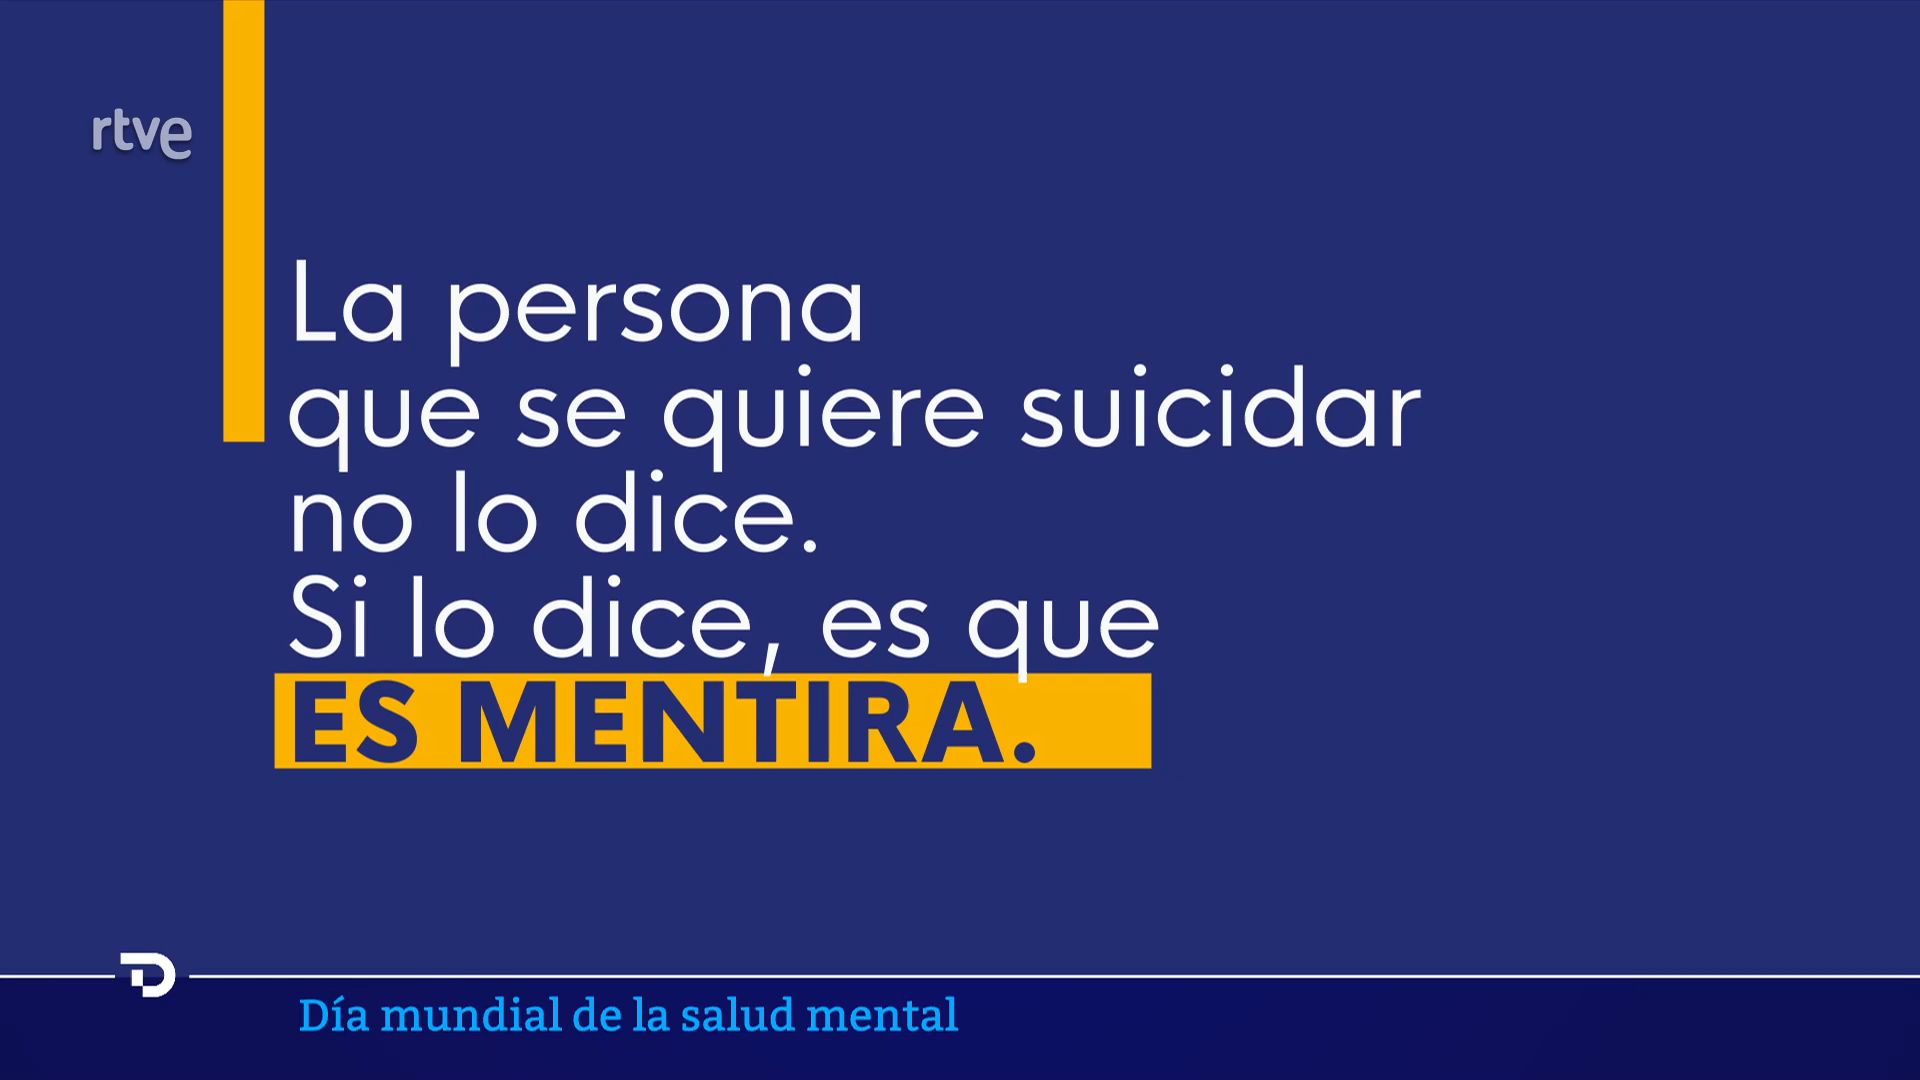 rtve
La persona
que se quiere suicidar
no lo dice.
Si lo dice, es que
ES MENTIRA.
Día mundial de la salud mental